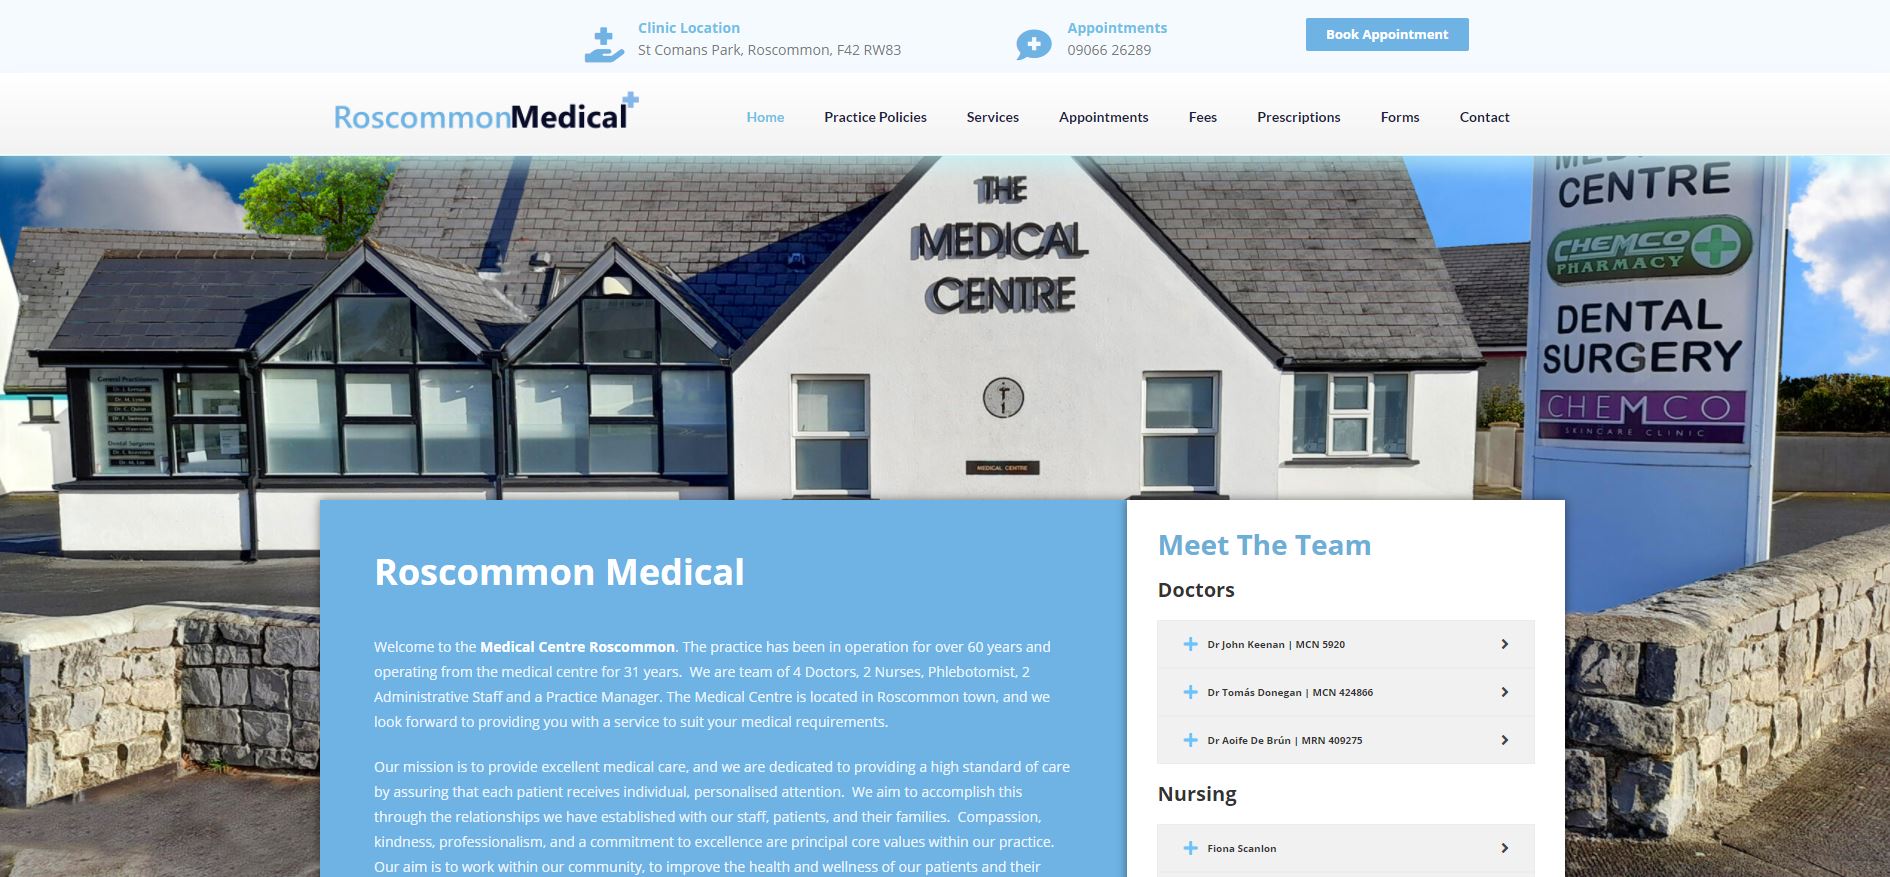 Clinic Location
St Comans Park, Roscommon, F42 RW83
Appointments
09066 26289
Book Appointment
RoscommonMedical
Home
Practice Policies
Services
Appointments
Fees
Prescriptions
Forms
Contact
THE
MEDICAL
CENTRE
MEDICAL CENTRE
General Practitioners
Dr. J. Keenan
Dental Surgeons
CENTRE
CHEMCO
PHARMACY
DENTAL
SURGERY
CHEMCO
SKINCARE CLINIC
Roscommon Medical
Welcome to the Medical Centre Roscommon. The practice has been in operation for over 60 years and
operating from the medical centre for 31 years.  We are team of 4 Doctors, 2 Nurses, Phlebotomist, 2
Administrative Staff and a Practice Manager. The Medical Centre is located in Roscommon town, and we
look forward to providing you with a service to suit your medical requirements.
Our mission is to provide excellent medical care, and we are dedicated to providing a high standard of care
by assuring that each patient receives individual, personalised attention.  We aim to accomplish this
through the relationships we have established with our staff, patients, and their families.  Compassion,
kindness, professionalism, and a commitment to excellence are principal core values within our practice.
Our aim is to work within our community, to improve the health and wellness of our patients and their
Meet The Team
Doctors
Dr John Keenan | MCN 5920
Dr Tomás Donegan | MCN 424866
Dr Aoife De Brún | MRN 409275
Nursing
Fiona Scanlon